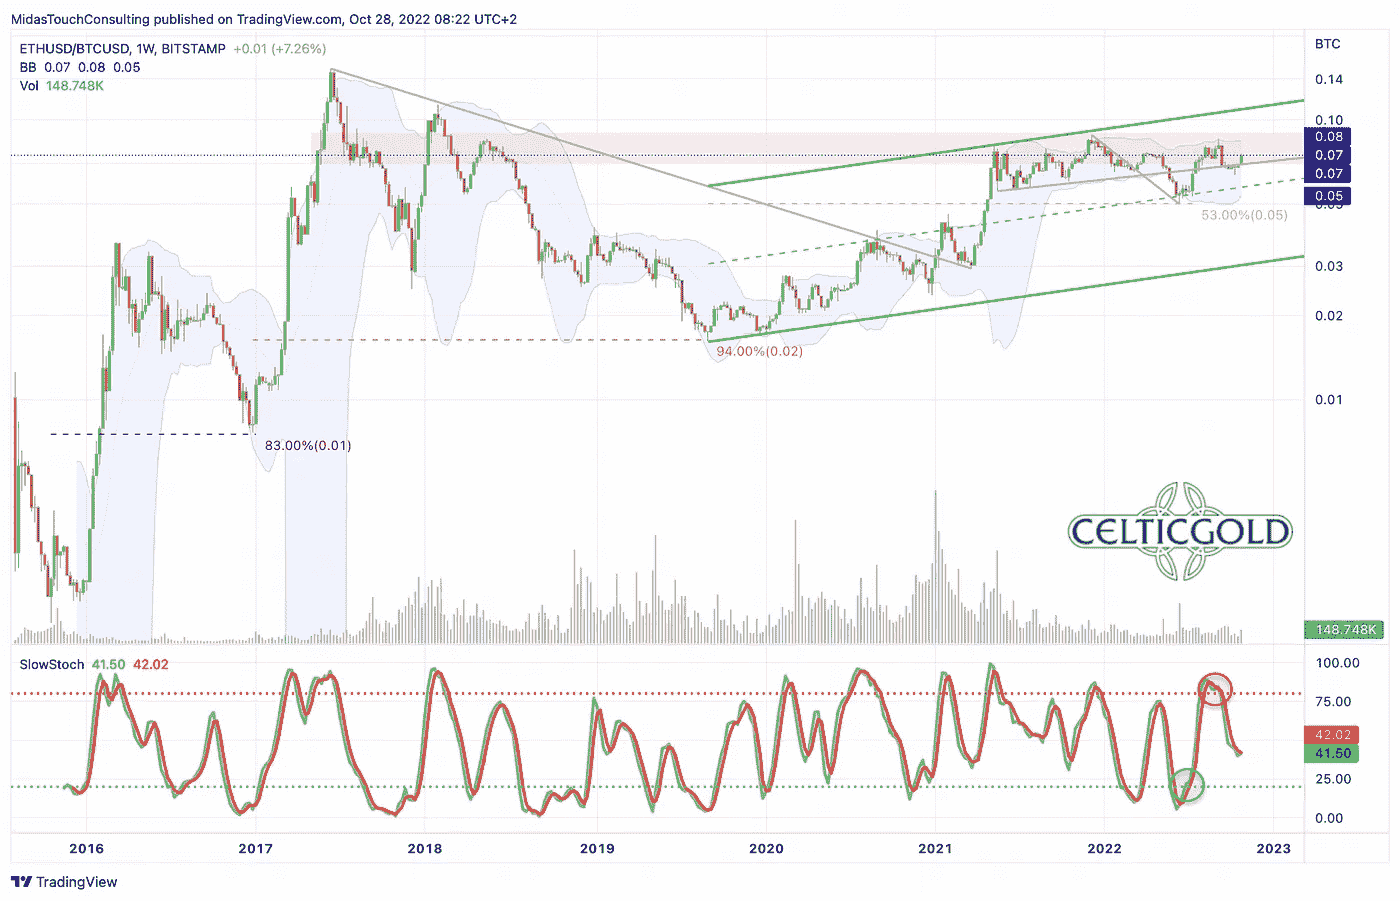 MidasTouchConsulting published on TradingView.com, Oct 28, 2022 08:22 UTC+2
ETHUSD/BTCUSD, 1W, BITSTAMP +0.01 (+7.26%)
BB 0.07 0.08 0.05
Vol 148.748K
BTC
0.14
0.10
0.08
0.07
0.07
0.05
0.05
53.00%(0.05)
0.03
0.02
94.00%(0.02)
0.01
83.00%(0.01)
CELTICGOLD
148.748K
SlowStoch 41.50 42.02
100.00
75.00
42.02
41.50
25.00
0.00
2016 2017 2018 2019 2020 2021 2022 2023
TradingView